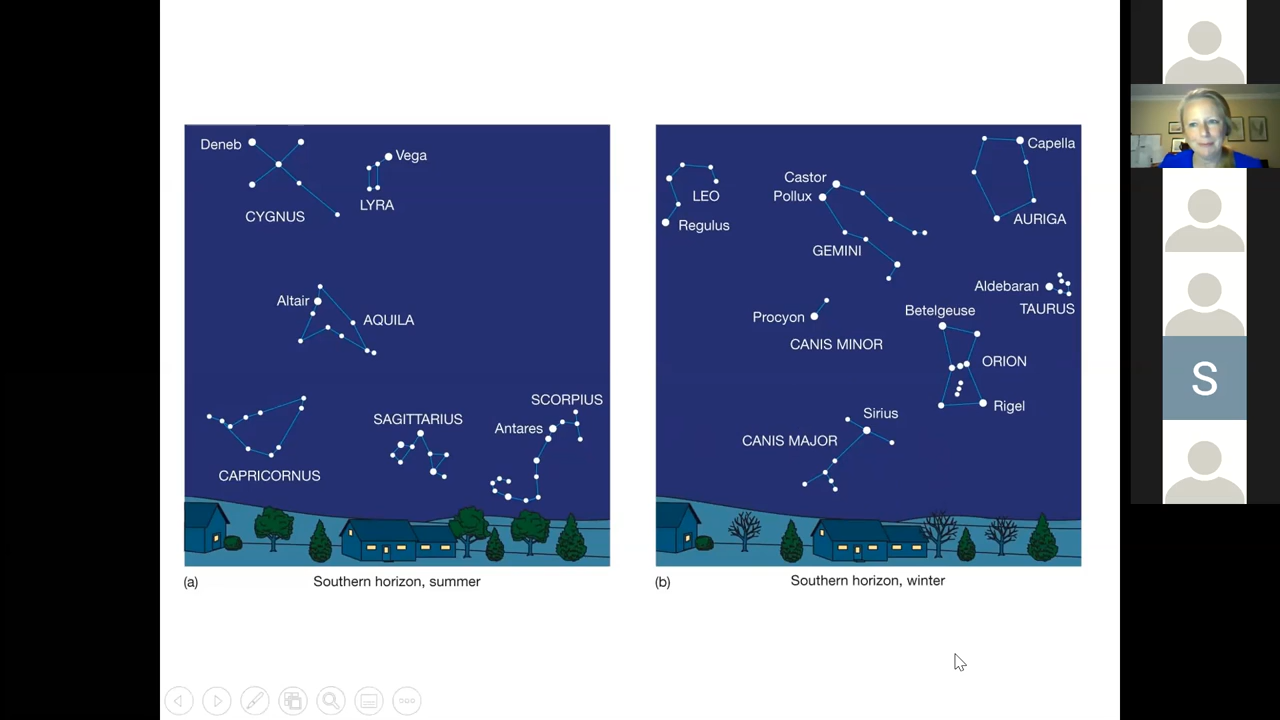 Deneb
Vega
CYGNUS
LYRA
Altair
AQUILA
SCORPIUS
SAGITTARIUS
Antares
CAPRICORNUS
(a)
Southern horizon, summer
Capella
Castor
Pollux
LEO
Regulus
AURIGA
GEMINI
Aldebaran
TAURUS
Betelgeuse
Procyon
CANIS MINOR
ORION
Rigel
Sirius
CANIS MAJOR
(b)
Southern horizon, winter
S